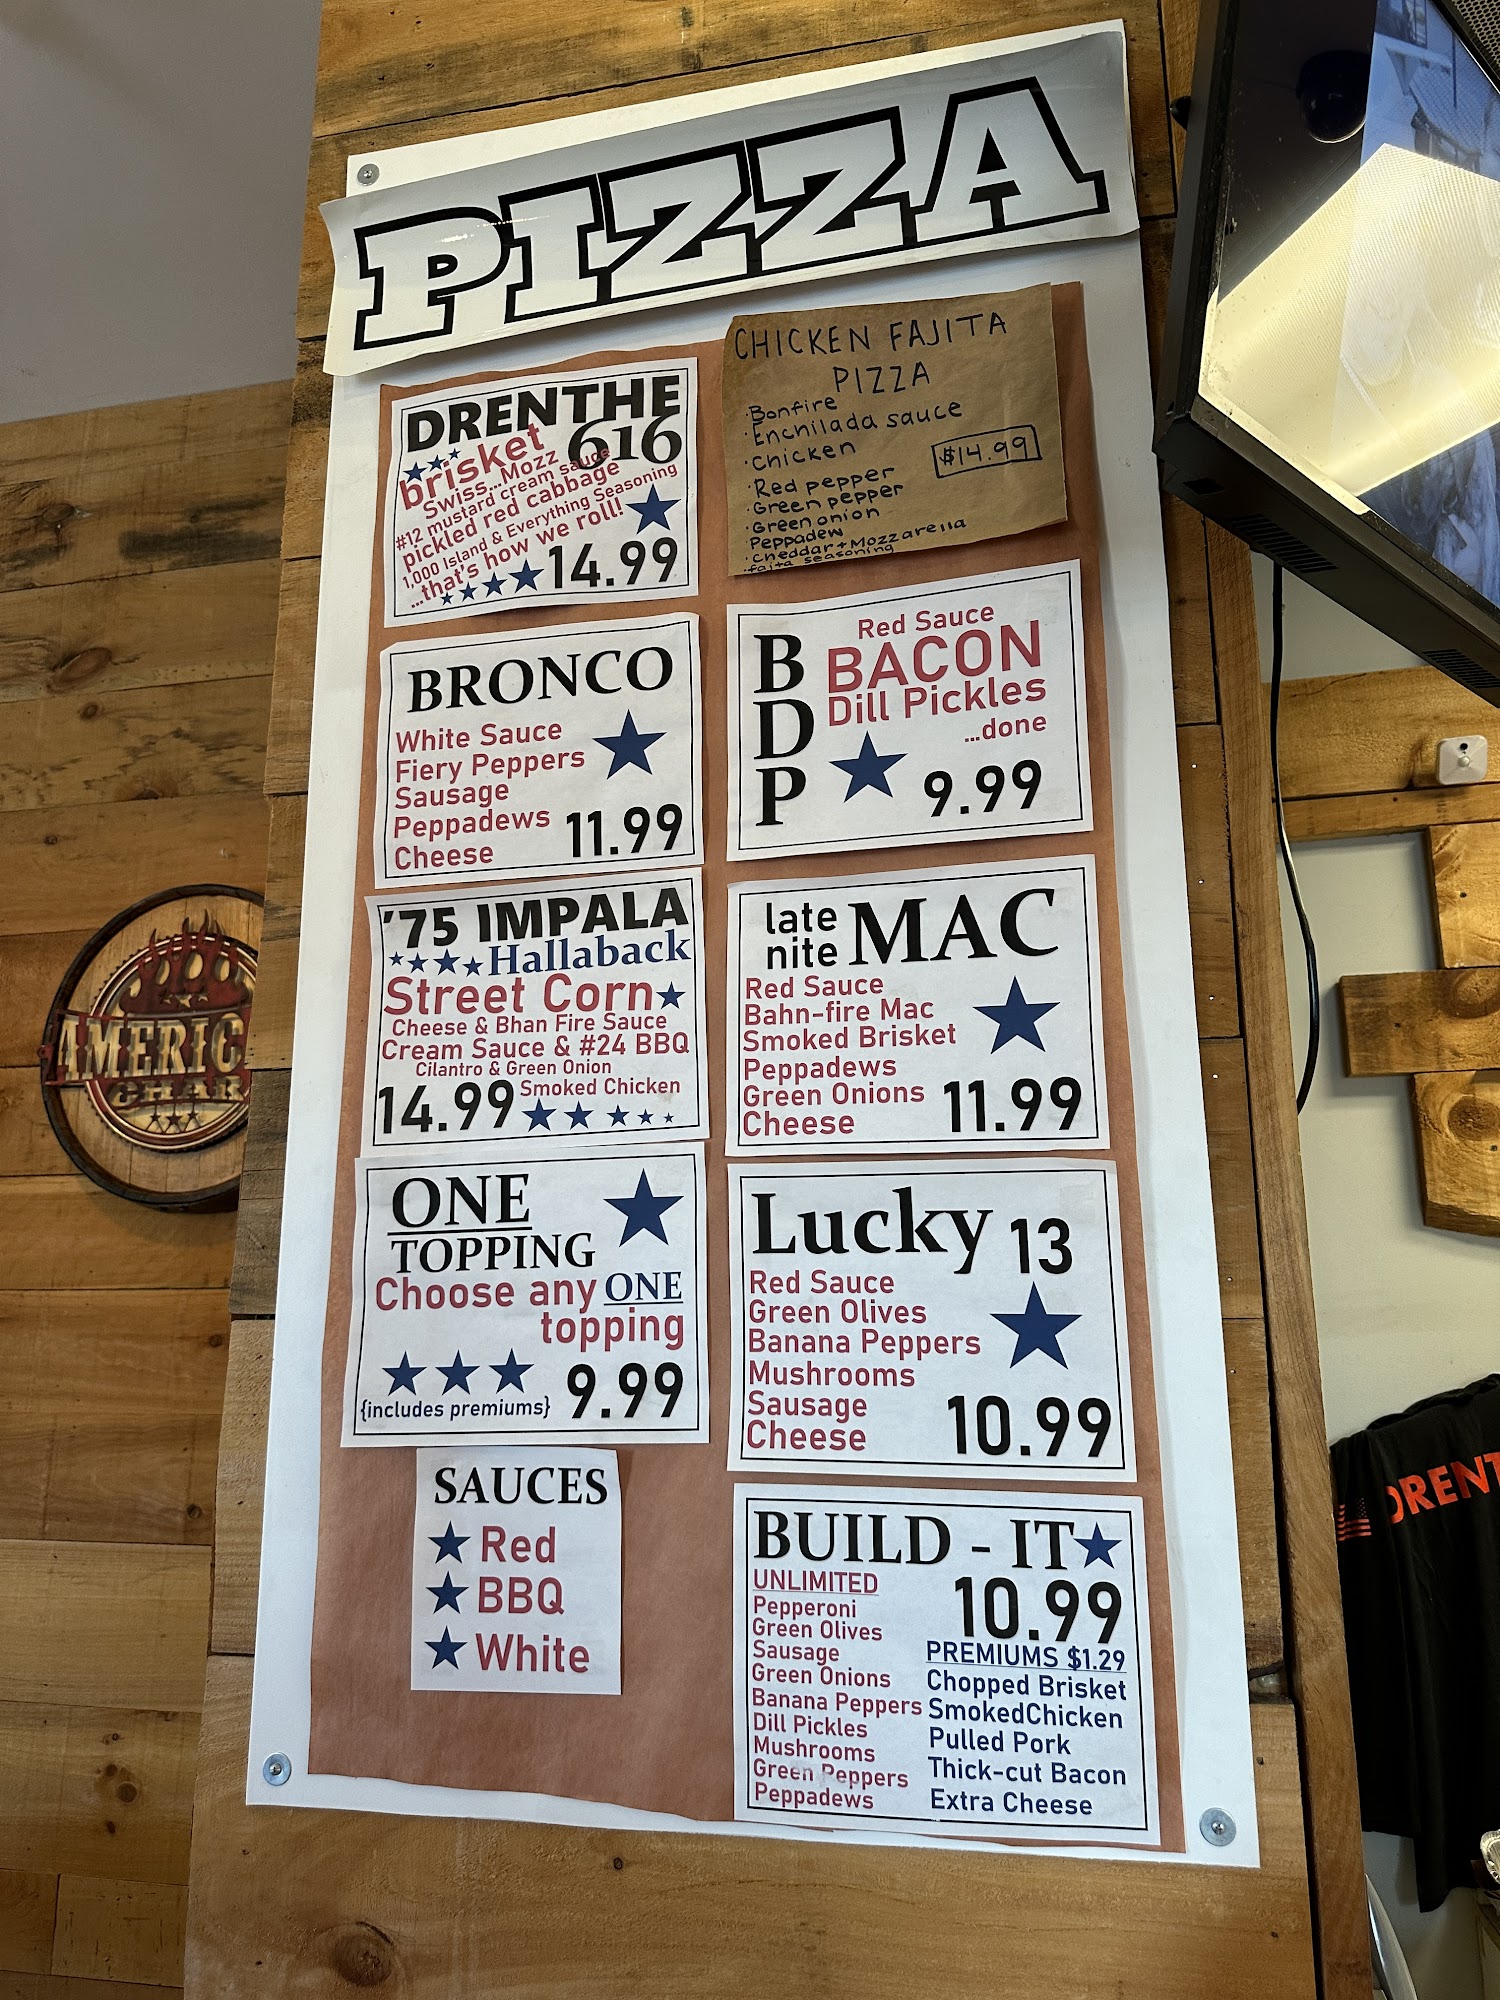 PIZZA
DRENTHE
616
brisket
Swiss...Mozz
#12 mustard cream sauce
pickled red cabbage
1,000 Island & Everything Seasoning
...that's how we roll!
14.99
CHICKEN FAJITA
PIZZA
·Bonfire
·Enchilada sauce
·Chicken
$14.99
·Red pepper
·Green pepper
·Green onion
Peppadew
·Cheddar + Mozzarella
·fajta seasoning
BRONCO
White Sauce
Fiery Peppers
Sausage
Peppadews
Cheese
11.99
BDP
Red Sauce
BACON
Dill Pickles
...done
9.99
'75 IMPALA
Hallaback
Street Corn
Cheese & Bhan Fire Sauce
Cream Sauce & #24 BBQ
Cilantro & Green Onion
Smoked Chicken
14.99
late
nite
MAC
Red Sauce
Bahn-fire Mac
Smoked Brisket
Peppadews
Green Onions
Cheese
11.99
ONE
TOPPING
Choose any ONE
topping
{includes premiums}
9.99
Lucky 13
Red Sauce
Green Olives
Banana Peppers
Mushrooms
Sausage
Cheese
10.99
SAUCES
Red
BBQ
White
BUILD - IT
10.99
UNLIMITED
Pepperoni
Green Olives
Sausage
Green Onions
Banana Peppers
Dill Pickles
Mushrooms
Green Peppers
Peppadews
PREMIUMS $1.29
Chopped Brisket
SmokedChicken
Pulled Pork
Thick-cut Bacon
Extra Cheese
AMERIC
CHAR
DRENT